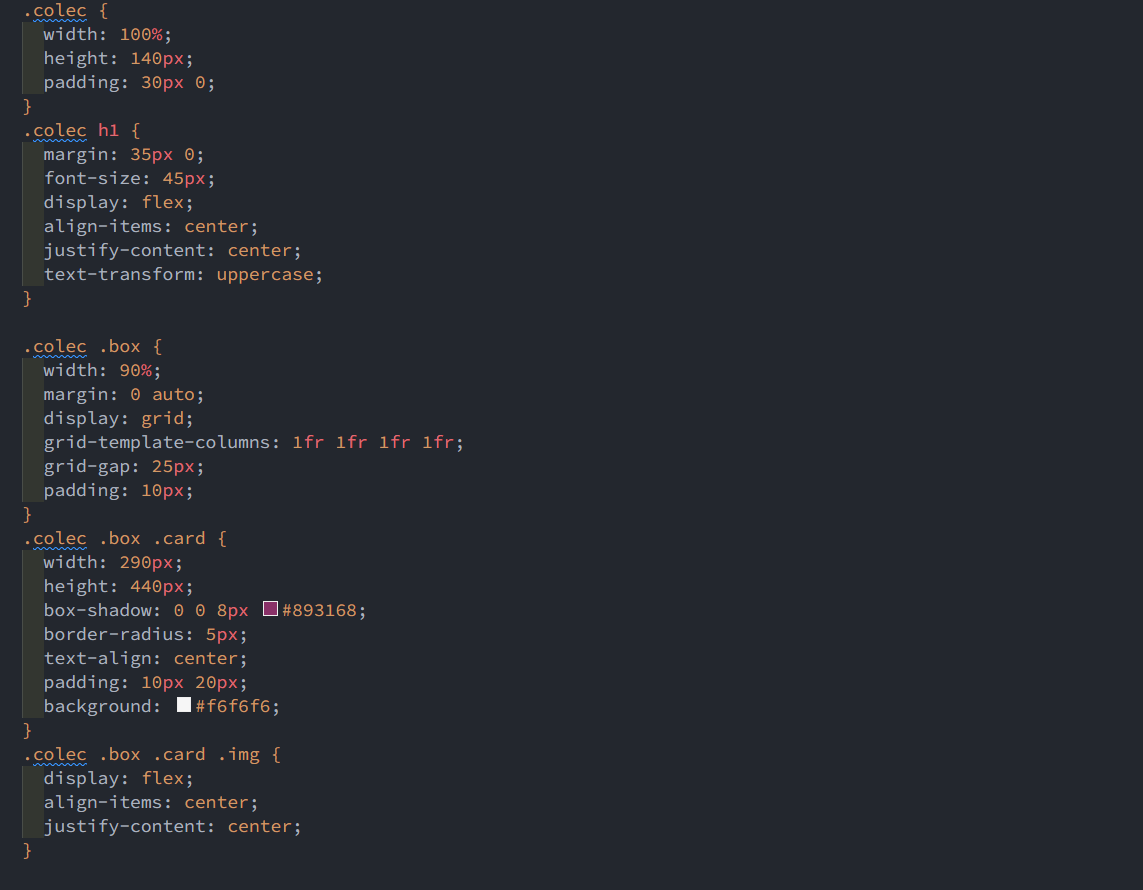 .colec {
width: 100%;
height: 140px;
padding: 30px 0;
}
.colec h1 {
margin: 35px 0;
font-size: 45px;
display: flex;
align-items: center;
justify-content: center;
text-transform: uppercase;
}
.colec .box {
width: 90%;
margin: 0 auto;
display: grid;
grid-template-columns: 1fr 1fr 1fr 1fr;
grid-gap: 25px;
padding: 10px;
}
.colec .box .card {
width: 290px;
height: 440px;
box-shadow: 0 0 8px #893168;
border-radius: 5px;
text-align: center;
padding: 10px 20px;
background: #f6f6f6;
}
.colec .box .card .img {
display: flex;
align-items: center;
justify-content: center;
}